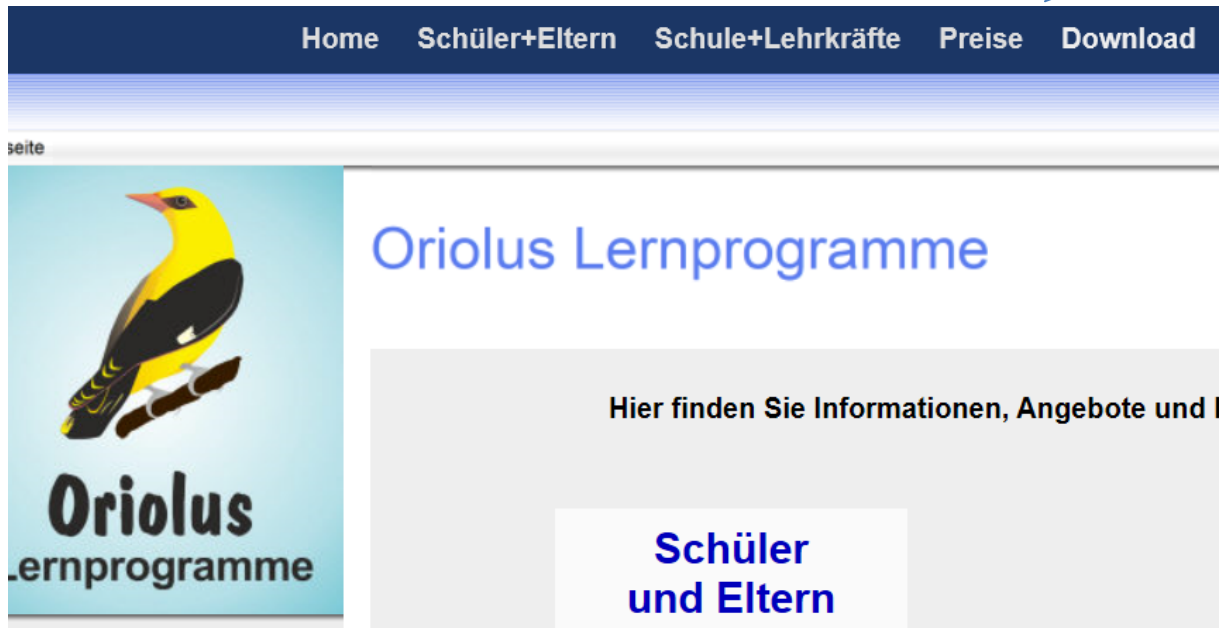 Home Schüler+Eltern Schule+Lehrkräfte Preise Download
seite
Oriolus Lernprogramme
Hier finden Sie Informationen, Angebote und
Oriolus
ernprogramme
Schüler
und Eltern